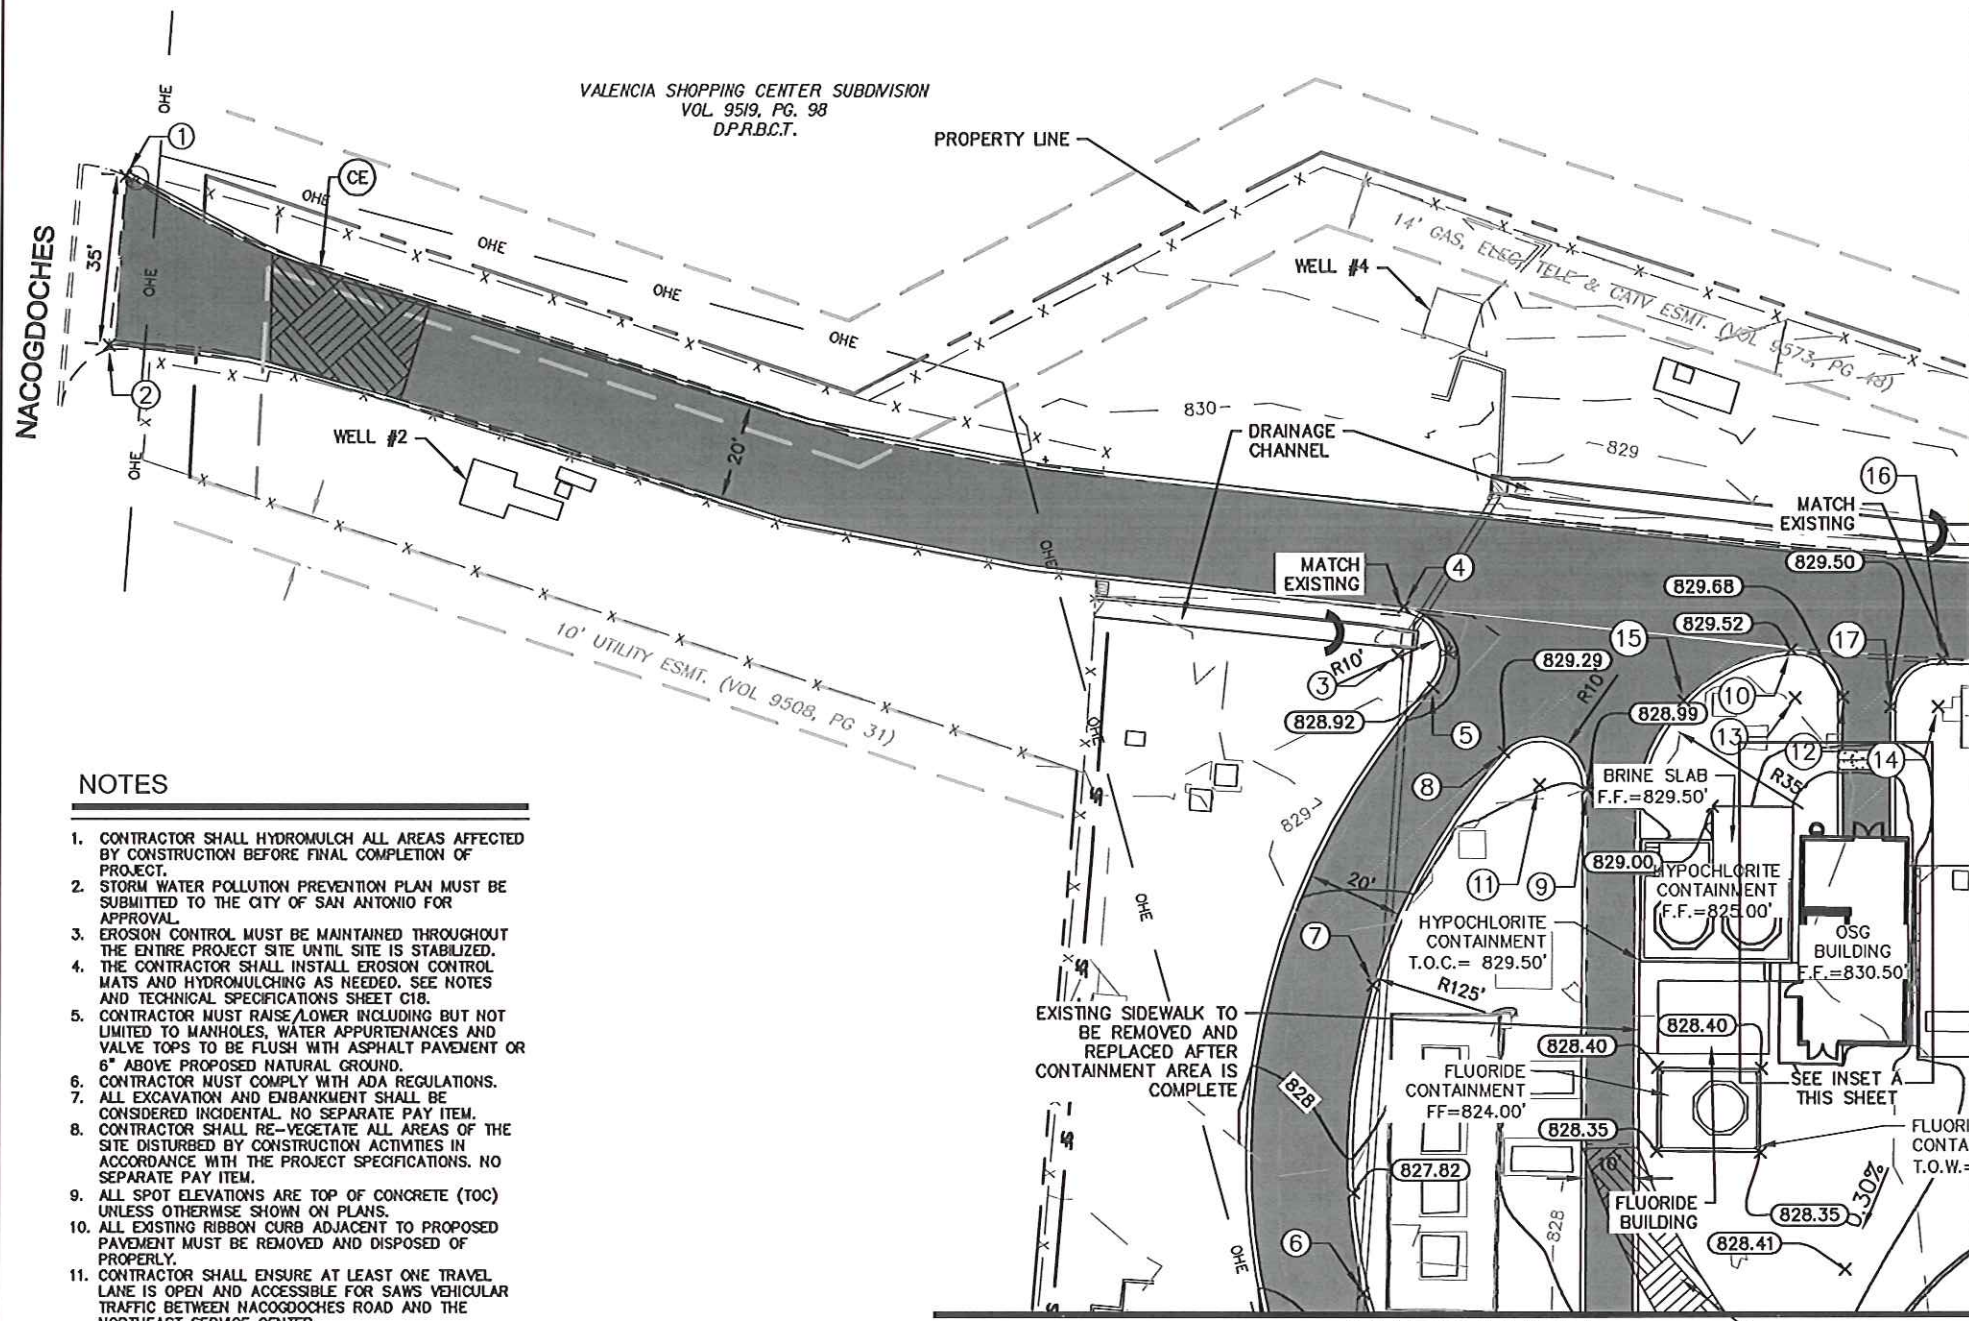 VALENCIA SHOPPING CENTER SUBDIVISION
VOL. 9519, PG. 98
D.P.R.B.C.T.
PROPERTY LINE
OHE
1
CE
OHE
OHE
OHE
OHE
OHE
35'
NACOGDOCHES
2
OHE
WELL #2
20'
14' GAS, ELEC, TELE & CATV ESMT. (VOL 9573, PG 48)
WELL #4
830
829
DRAINAGE
CHANNEL
16
MATCH
EXISTING
829.50
OHE
MATCH
EXISTING
4
829.68
829.52
15
17
829.29
R10'
3
R10'
828.92
5
828.99
10
13
12
14
8
R35'
BRINE SLAB
F.F.=829.50'
10' UTILITY ESMT. (VOL 9508, PG 31)
OHE
829
829.00
HYPOCHLORITE
CONTAINMENT
F.F.=825.00'
11
9
20'
OHE
7
HYPOCHLORITE
CONTAINMENT
T.O.C.= 829.50'
OSG
BUILDING
F.F.=830.50'
R125'
EXISTING SIDEWALK TO
BE REMOVED AND
REPLACED AFTER
CONTAINMENT AREA IS
COMPLETE
828.40
828.40
FLUORIDE
CONTAINMENT
FF=824.00'
SEE INSET A
THIS SHEET
828
828.35
FLUORI
CONTA
T.O.W.=
827.82
10'
FLUORIDE
BUILDING
828.35
0.30%
828.41
6
828
OHE
NOTES
1. CONTRACTOR SHALL HYDROMULCH ALL AREAS AFFECTED
BY CONSTRUCTION BEFORE FINAL COMPLETION OF
PROJECT.
2. STORM WATER POLLUTION PREVENTION PLAN MUST BE
SUBMITTED TO THE CITY OF SAN ANTONIO FOR
APPROVAL.
3. EROSION CONTROL MUST BE MAINTAINED THROUGHOUT
THE ENTIRE PROJECT SITE UNTIL SITE IS STABILIZED.
4. THE CONTRACTOR SHALL INSTALL EROSION CONTROL
MATS AND HYDROMULCHING AS NEEDED. SEE NOTES
AND TECHNICAL SPECIFICATIONS SHEET C18.
5. CONTRACTOR MUST RAISE/LOWER INCLUDING BUT NOT
LIMITED TO MANHOLES, WATER APPURTENANCES AND
VALVE TOPS TO BE FLUSH WITH ASPHALT PAVEMENT OR
6" ABOVE PROPOSED NATURAL GROUND.
6. CONTRACTOR MUST COMPLY WITH ADA REGULATIONS.
7. ALL EXCAVATION AND EMBANKMENT SHALL BE
CONSIDERED INCIDENTAL. NO SEPARATE PAY ITEM.
8. CONTRACTOR SHALL RE-VEGETATE ALL AREAS OF THE
SITE DISTURBED BY CONSTRUCTION ACTIVITIES IN
ACCORDANCE WITH THE PROJECT SPECIFICATIONS. NO
SEPARATE PAY ITEM.
9. ALL SPOT ELEVATIONS ARE TOP OF CONCRETE (TOC)
UNLESS OTHERWISE SHOWN ON PLANS.
10. ALL EXISTING RIBBON CURB ADJACENT TO PROPOSED
PAVEMENT MUST BE REMOVED AND DISPOSED OF
PROPERLY.
11. CONTRACTOR SHALL ENSURE AT LEAST ONE TRAVEL
LANE IS OPEN AND ACCESSIBLE FOR SAWS VEHICULAR
TRAFFIC BETWEEN NACOGDOCHES ROAD AND THE
NORTHEAST SERVICE CENTER